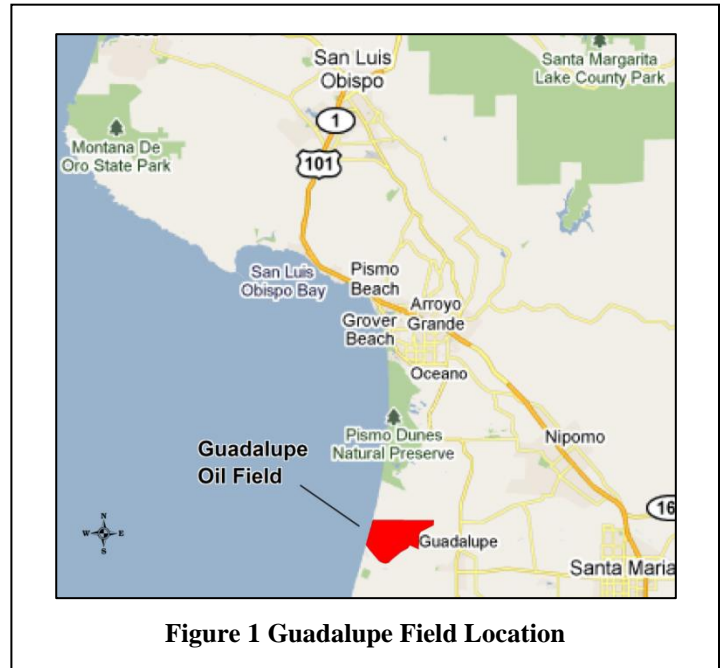 San Luis
Obispo
Santa Margarita
Lake County Park
1
Montana De
Oro State Park
101
San Luis
Obispo Bay
Pismo
Beach
Arroyo
Grande
Grover
Beach
Oceano
Guadalupe
Oil Field
Pismo Dunes
Natural Preserve
Nipomo
16
N
W E
S
Guadalupe
Santa Maria
Figure 1 Guadalupe Field Location